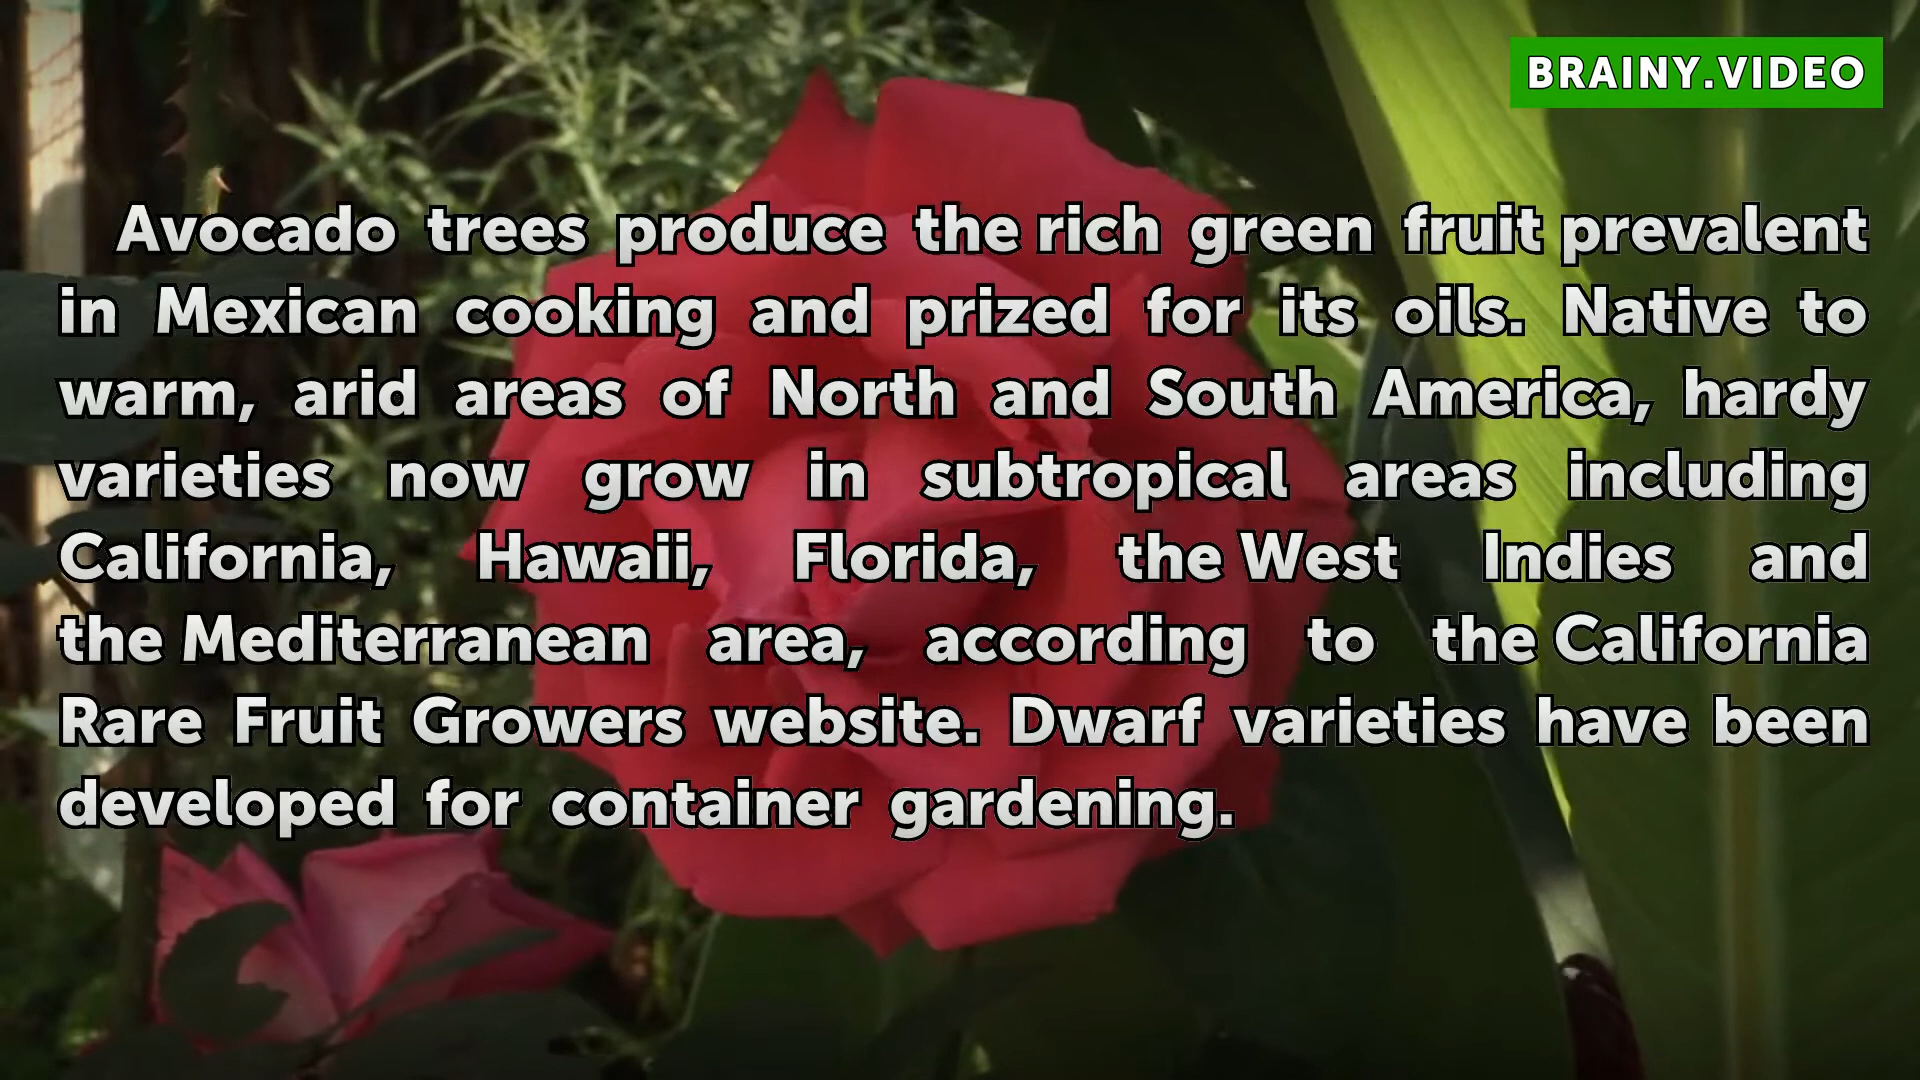 BRAINY.VIDEO
Avocado trees produce the rich green fruit prevalent
in Mexican cooking and prized for its oils. Native to
warm, arid areas of North and South America, hardy
varieties now grow in subtropical areas including
California, Hawaii, Florida, the West Indies and
the Mediterranean area, according to the California
Rare Fruit Growers website. Dwarf varieties have been
developed for container gardening.